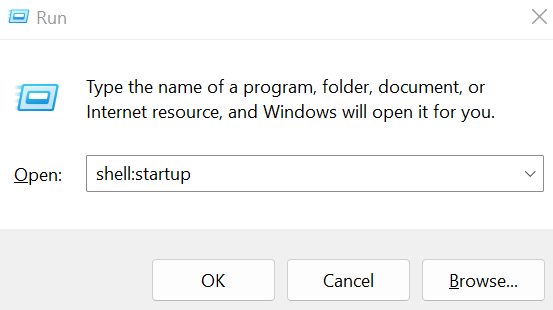 Run
Type the name of a program, folder, document, or
Internet resource, and Windows will open it for you.
Open: shell:startup
OK Cancel Browse...